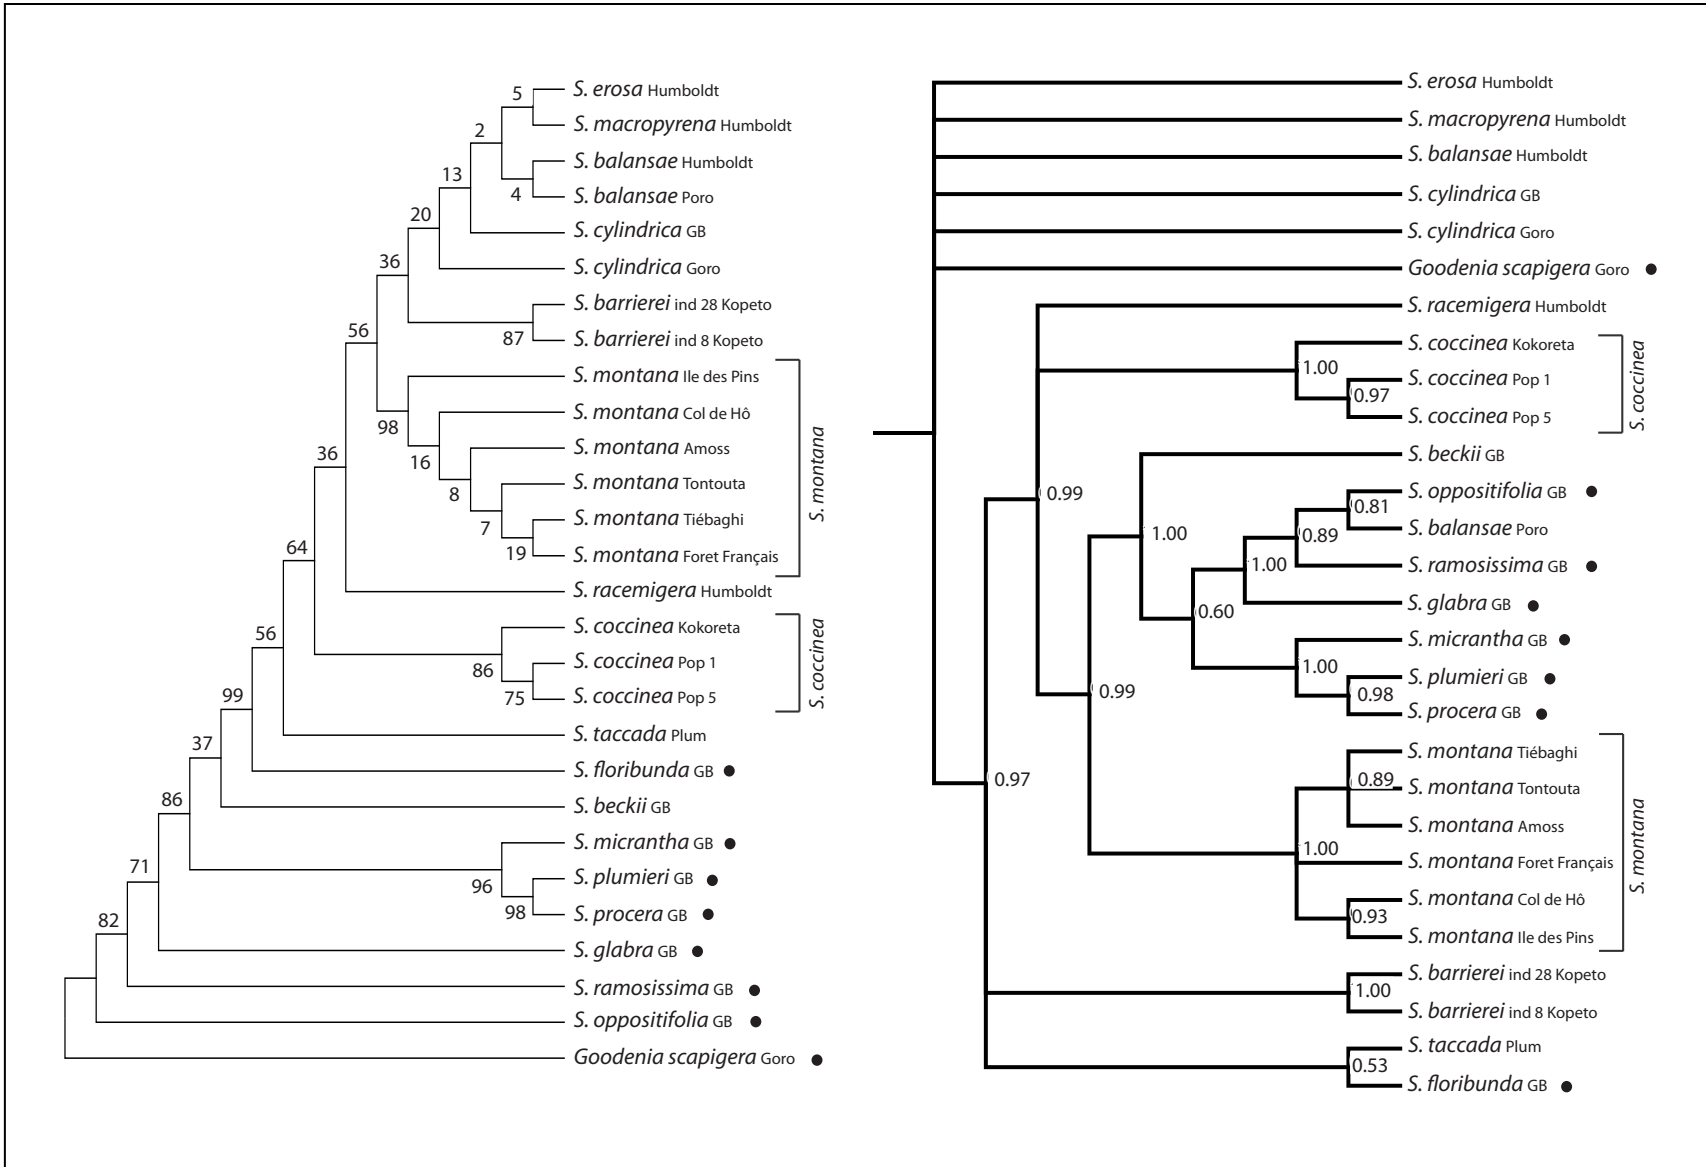 5
S. erosa Humboldt
S. macropyrena Humboldt
2
S. balansae Humboldt
4
S. balansae Poro
13
S. cylindrica GB
20
S. cylindrica Goro
36
S. barrierei ind 28 Kopeto
87
S. barrierei ind 8 Kopeto
56
S. montana Ile des Pins
98
S. montana Col de Hô
16
S. montana Amoss
8
S. montana Tontouta
7
S. montana Tiébaghi
19
S. montana Foret Français
S. montana
36
S. racemigera Humboldt
64
S. coccinea Kokoreta
86
S. coccinea Pop 1
75
S. coccinea Pop 5
S. coccinea
56
S. taccada Plum
99
S. floribunda GB
37
S. beckii GB
86
S. micrantha GB
96
S. plumieri GB
98
S. procera GB
71
S. glabra GB
82
S. ramosissima GB
S. oppositifolia GB
Goodenia scapigera Goro
S. erosa Humboldt
S. macropyrena Humboldt
S. balansae Humboldt
S. cylindrica GB
S. cylindrica Goro
Goodenia scapigera Goro
S. racemigera Humboldt
S. coccinea Kokoreta
1.00
S. coccinea Pop 1
0.97
S. coccinea Pop 5
S. coccinea
S. beckii GB
0.99
S. oppositifolia GB
0.81
S. balansae Poro
1.00
0.89
S. ramosissima GB
1.00
S. glabra GB
0.60
S. micrantha GB
1.00
S. plumieri GB
0.98
S. procera GB
0.99
S. montana Tiébaghi
0.97
0.89
S. montana Tontouta
S. montana Amoss
1.00
S. montana Foret Français
S. montana Col de Hô
0.93
S. montana Ile des Pins
S. montana
S. barrierei ind 28 Kopeto
1.00
S. barrierei ind 8 Kopeto
S. taccada Plum
0.53
S. floribunda GB